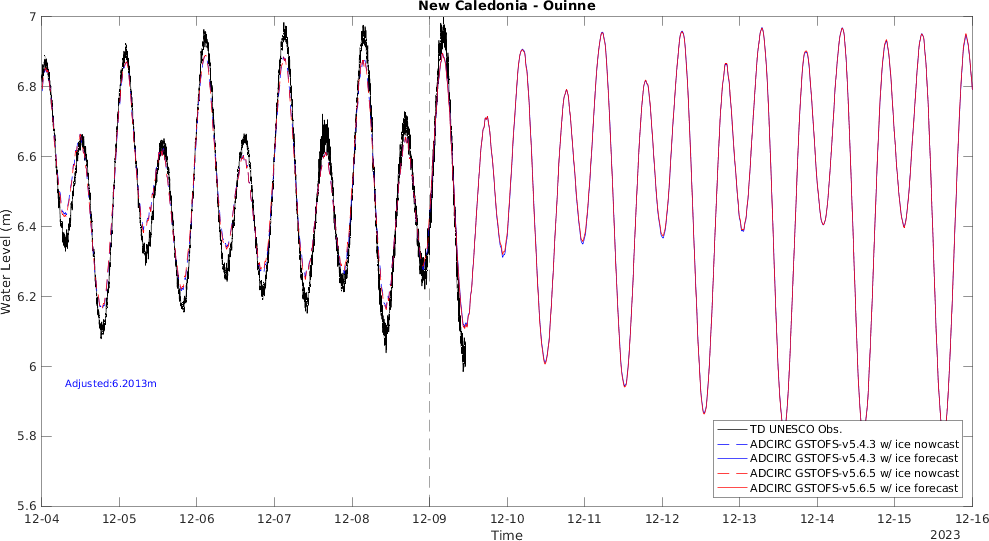 New Caledonia - Ouinne
Water Level (m)
7
6.8
6.6
6.4
6.2
6
5.8
5.6
Adjusted:6.2013m
TD UNESCO Obs.
ADCIRC GSTOFS-v5.4.3 w/ ice nowcast
ADCIRC GSTOFS-v5.4.3 w/ ice forecast
ADCIRC GSTOFS-v5.6.5 w/ ice nowcast
ADCIRC GSTOFS-v5.6.5 w/ ice forecast
12-04 12-05 12-06 12-07 12-08 12-09 12-10 12-11 12-12 12-13 12-14 12-15 12-16
Time
2023